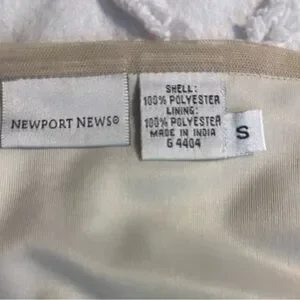 NEWPORT NEWS®
SHELL:
100% POLYESTER
LINING:
100% POLYESTER
MADE IN INDIA
G 4404
S